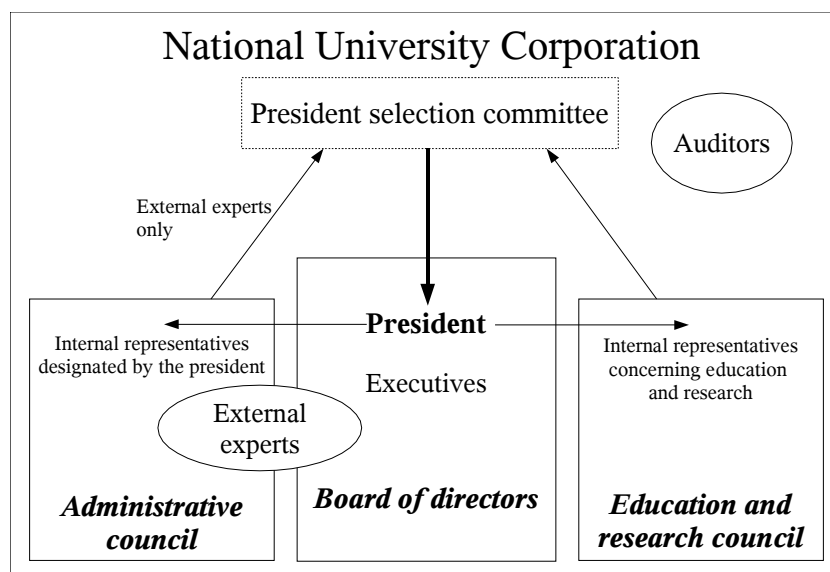 National University Corporation
President selection committee
Auditors
External experts
only
President
Internal representatives
designated by the president
Executives
Internal representatives
concerning education
and research
External
experts
Administrative
council
Board of directors
Education and
research council